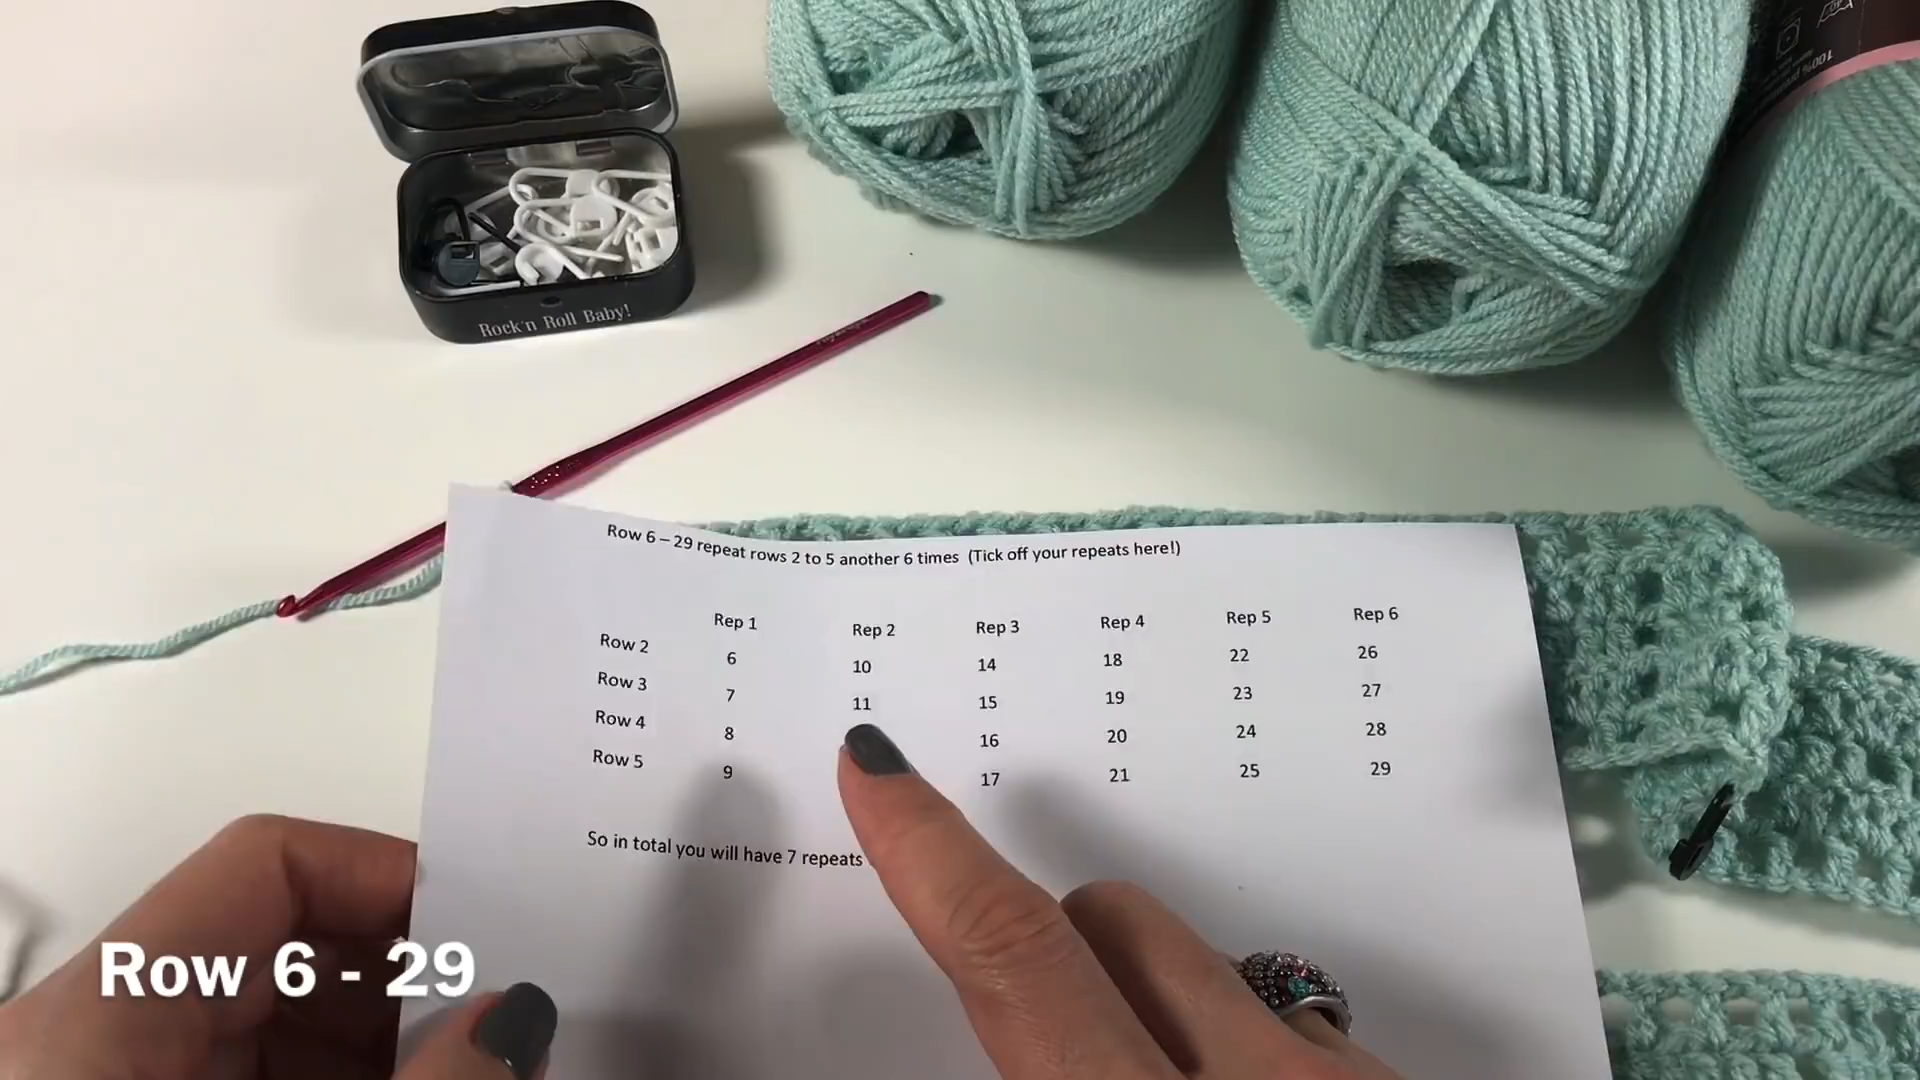 100%
Rock'n Roll Baby!
Row 6 – 29 repeat rows 2 to 5 another 6 times (Tick off your repeats here!)
Rep 1 Rep 2 Rep 3 Rep 4 Rep 5 Rep 6
Row 2 6 10 14 18 22 26
Row 3 7 11 15 19 23 27
Row 4 8 16 20 24 28
Row 5 9 17 21 25 29
So in total you will have 7 repeats
Row 6 - 29